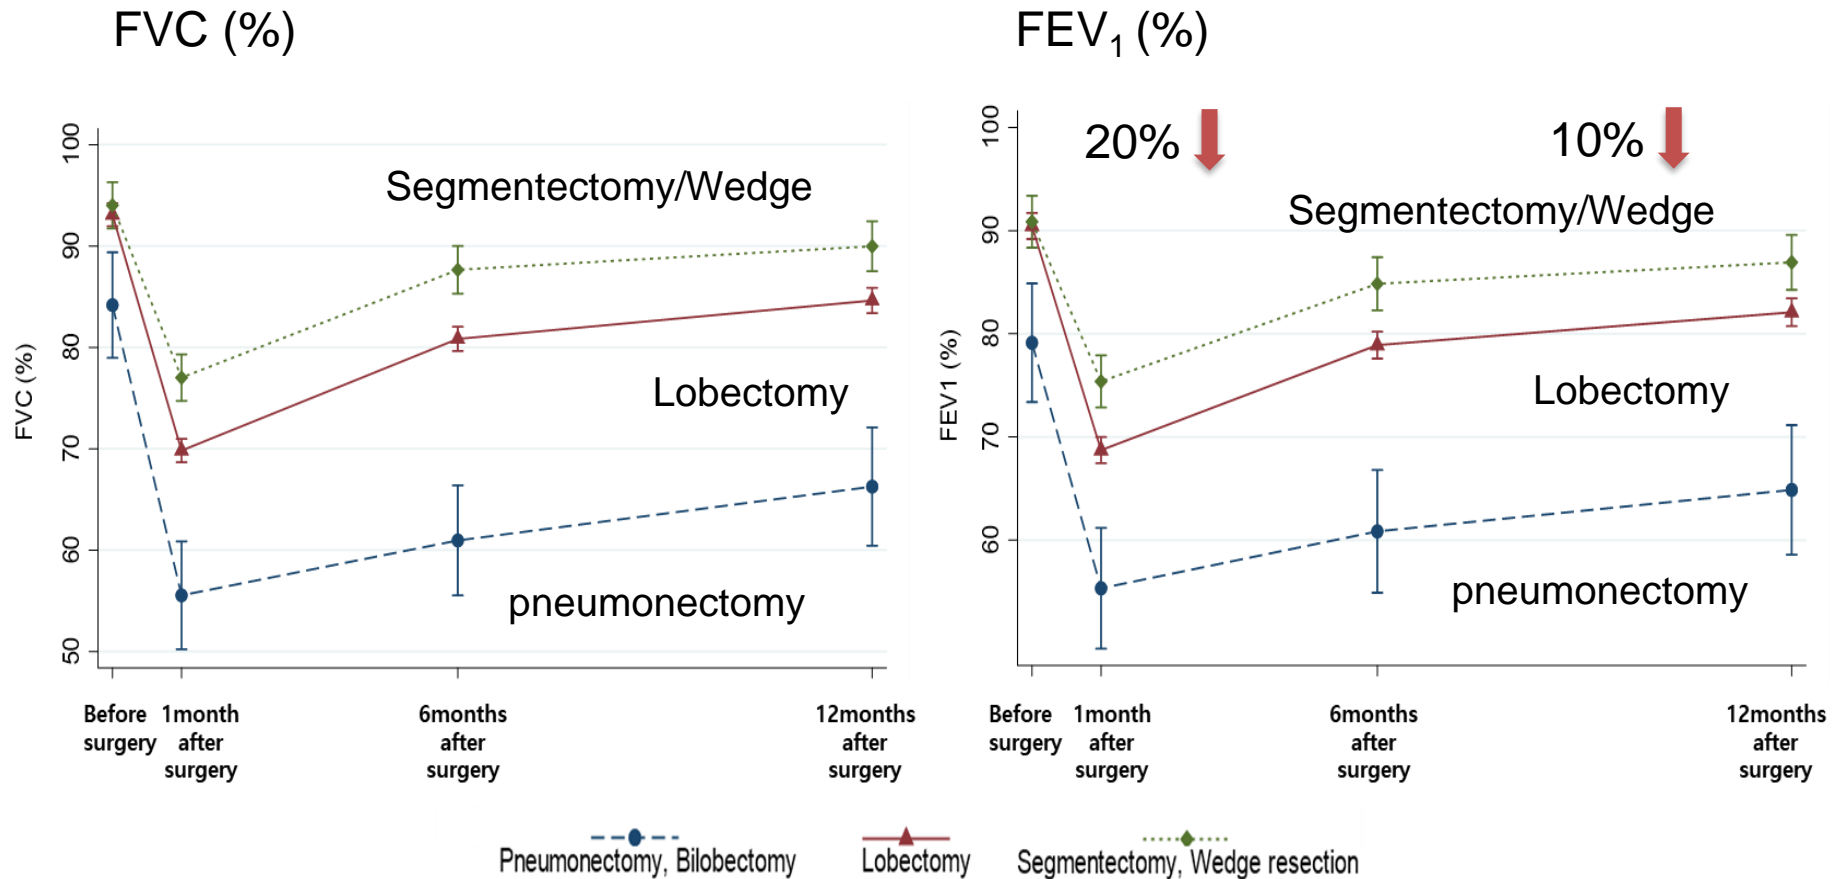 FVC (%)
FEV1 (%)
100
90
80
70
60
50
FVC (%)
Segmentectomy/Wedge
Lobectomy
pneumonectomy
Before surgery
1month after surgery
6months after surgery
12months after surgery
100
90
80
70
60
FEV1 (%)
20%
10%
Segmentectomy/Wedge
Lobectomy
pneumonectomy
Before surgery
1month after surgery
6months after surgery
12months after surgery
Pneumonectomy, Bilobectomy
Lobectomy
Segmentectomy, Wedge resection